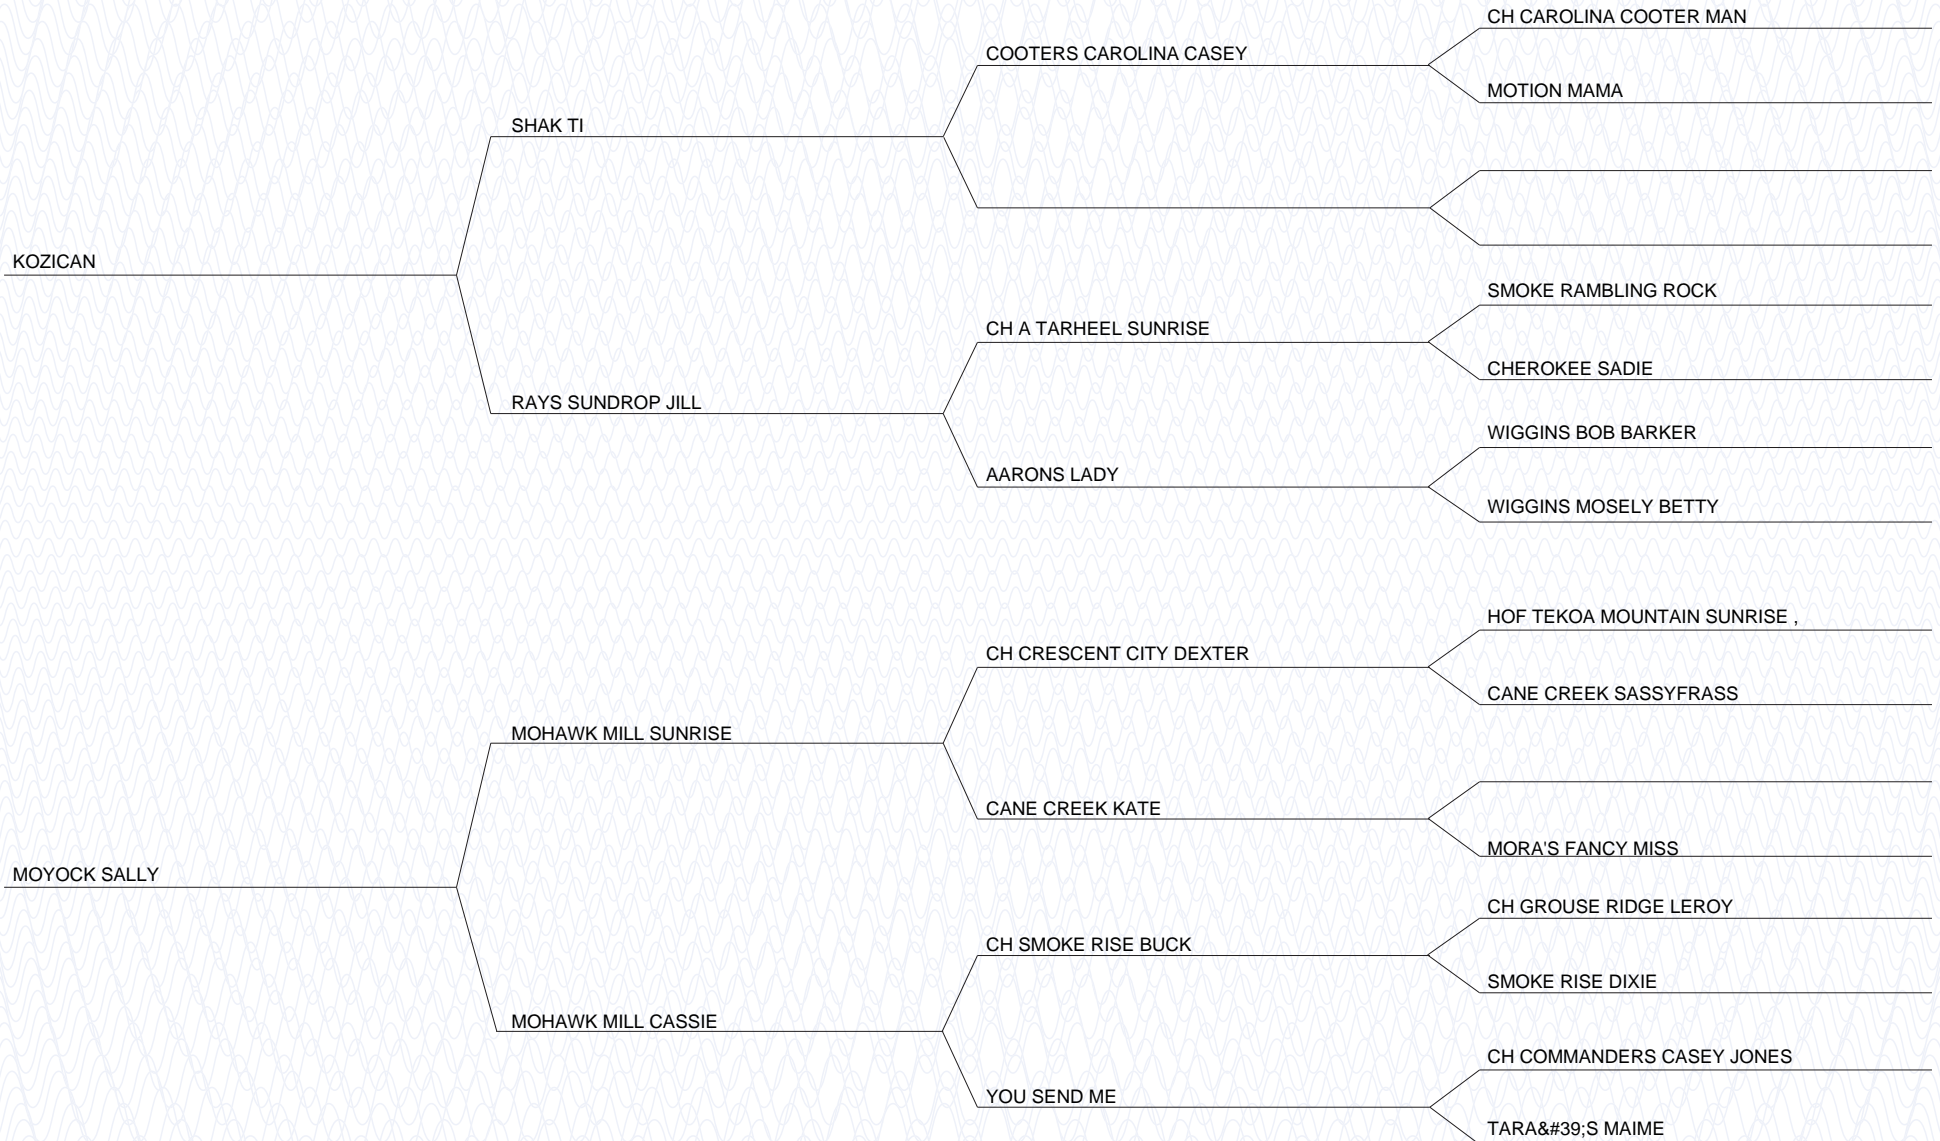 CH CAROLINA COOTER MAN
COOTERS CAROLINA CASEY
MOTION MAMA
SHAK TI
KOZICAN
SMOKE RAMBLING ROCK
CH A TARHEEL SUNRISE
CHEROKEE SADIE
RAYS SUNDROP JILL
WIGGINS BOB BARKER
AARONS LADY
WIGGINS MOSELY BETTY
HOF TEKOA MOUNTAIN SUNRISE ,
CH CRESCENT CITY DEXTER
CANE CREEK SASSYFRASS
MOHAWK MILL SUNRISE
CANE CREEK KATE
MORA'S FANCY MISS
MOYOCK SALLY
CH GROUSE RIDGE LEROY
CH SMOKE RISE BUCK
SMOKE RISE DIXIE
MOHAWK MILL CASSIE
CH COMMANDERS CASEY JONES
YOU SEND ME
TARA&#39;S MAIME